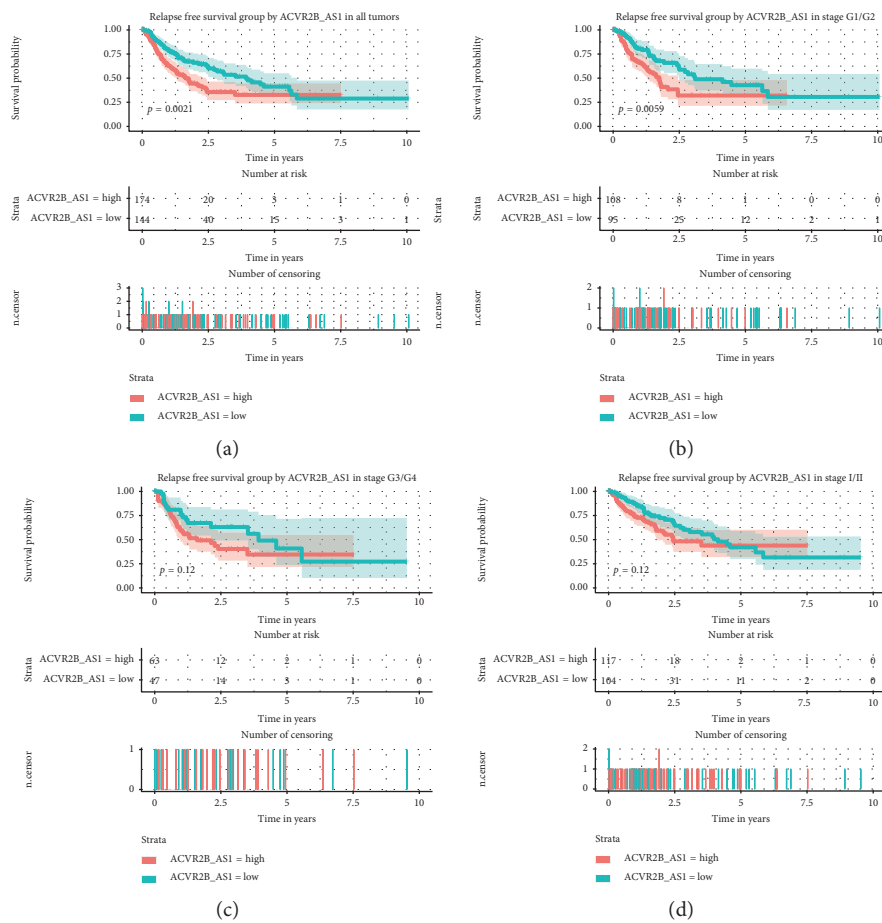 Relapse free survival group by ACVR2B_AS1 in all tumors
Survival probability
1.00
0.75
0.50
0.25
0.00
p = 0.0021
0 2.5 5 7.5 10
Time in years
Number at risk
Strata
ACVR2B_AS1 = high 174 20 3 1 0
ACVR2B_AS1 = low 144 40 15 3 1
0 2.5 5 7.5 10
Time in years
Number of censoring
n.censor
3
2
1
0
0 2.5 5 7.5 10
Time in years
Strata
ACVR2B_AS1 = high
ACVR2B_AS1 = low
(a)
Relapse free survival group by ACVR2B_AS1 in stage G1/G2
Survival probability
1.00
0.75
0.50
0.25
0.00
p = 0.0059
0 2.5 5 7.5 10
Time in years
Number at risk
Strata
ACVR2B_AS1 = high 108 8 1 0 0
ACVR2B_AS1 = low 95 25 12 2 1
0 2.5 5 7.5 10
Time in years
Number of censoring
n.censor
2
1
0
0 2.5 5 7.5 10
Time in years
Strata
ACVR2B_AS1 = high
ACVR2B_AS1 = low
(b)
Relapse free survival group by ACVR2B_AS1 in stage G3/G4
Survival probability
1.00
0.75
0.50
0.25
0.00
p = 0.12
0 2.5 5 7.5 10
Time in years
Number at risk
Strata
ACVR2B_AS1 = high 63 12 2 1 0
ACVR2B_AS1 = low 47 14 3 1 0
0 2.5 5 7.5 10
Time in years
Number of censoring
n.censor
1
0
0 2.5 5 7.5 10
Time in years
Strata
ACVR2B_AS1 = high
ACVR2B_AS1 = low
(c)
Relapse free survival group by ACVR2B_AS1 in stage I/II
Survival probability
1.00
0.75
0.50
0.25
0.00
p = 0.12
0 2.5 5 7.5 10
Time in years
Number at risk
Strata
ACVR2B_AS1 = high 117 18 2 1 0
ACVR2B_AS1 = low 104 31 11 2 0
0 2.5 5 7.5 10
Time in years
Number of censoring
n.censor
2
1
0
0 2.5 5 7.5 10
Time in years
Strata
ACVR2B_AS1 = high
ACVR2B_AS1 = low
(d)